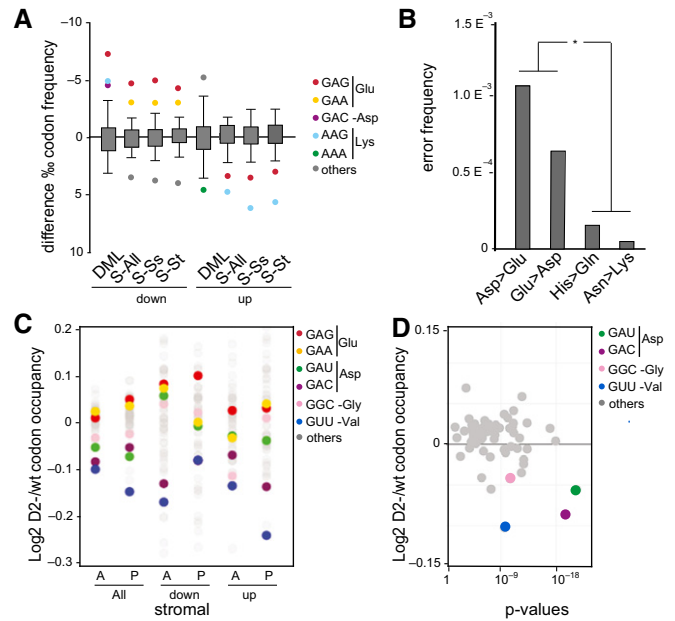 A
difference ‰ codon frequency
−10
−5
0
5
10
DML
S-All
S-Ss
S-St
DML
S-All
S-Ss
S-St
down
up
GAG
GAA
Glu
GAC -Asp
AAG
AAA
Lys
others
B
error frequency
1.5 E⁻³
1.0 E⁻³
0.5 E⁻⁴
0
*
Asp>Glu
Glu>Asp
His>Gln
Asn>Lys
C
Log2 D2-/wt codon occupancy
0.2
0.1
0.0
−0.1
−0.2
−0.3
A P A P A P
All down up
stromal
GAG
GAA
Glu
GAU
GAC
Asp
GGC -Gly
GUU -Val
others
D
Log2 D2-/wt codon occupancy
0.15
0
−0.15
1 10⁻⁹ 10⁻¹⁸
p-values
GAU
GAC
Asp
GGC -Gly
GUU -Val
others